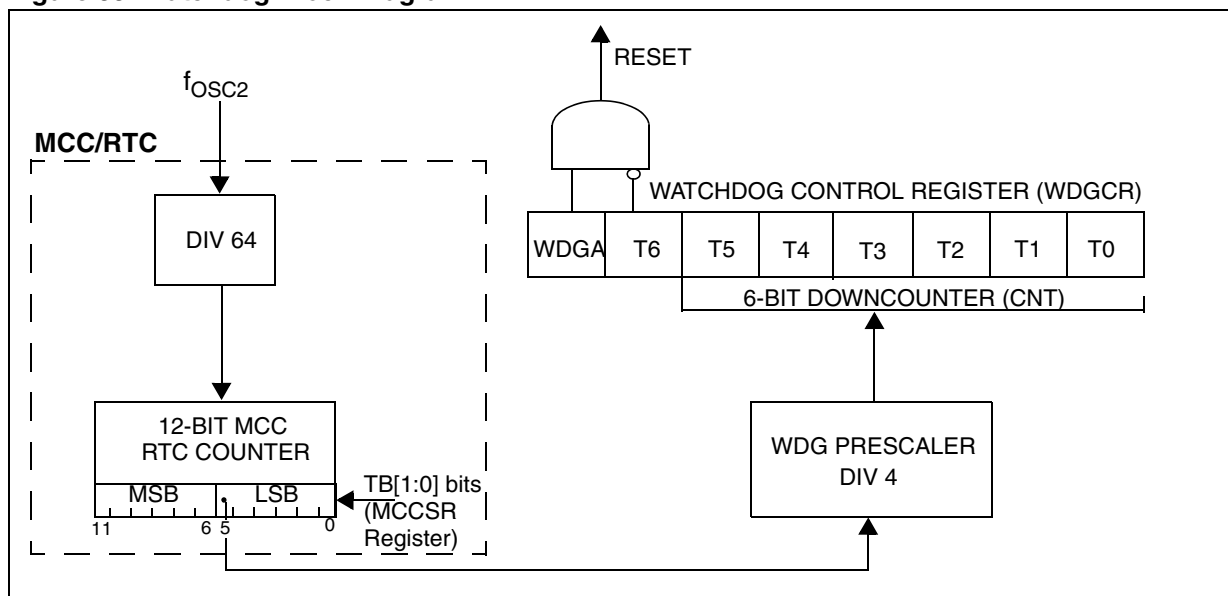 RESET
fOSC2
MCC/RTC
DIV 64
WATCHDOG CONTROL REGISTER (WDGCR)
WDGA T6 T5 T4 T3 T2 T1 T0
6-BIT DOWNCOUNTER (CNT)
12-BIT MCC
RTC COUNTER
MSB LSB
11 6 5 0
TB[1:0] bits
(MCCSR
Register)
WDG PRESCALER
DIV 4